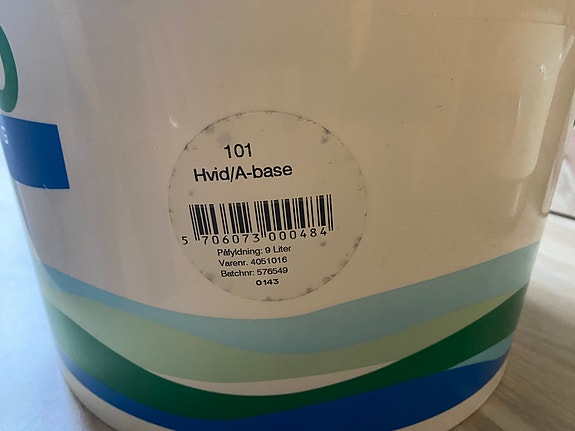 101
Hvid/A-base
5 706073 000484
Påfyldning: 9 Liter
Varenr. 4051016
Batchnr: 576549
0143